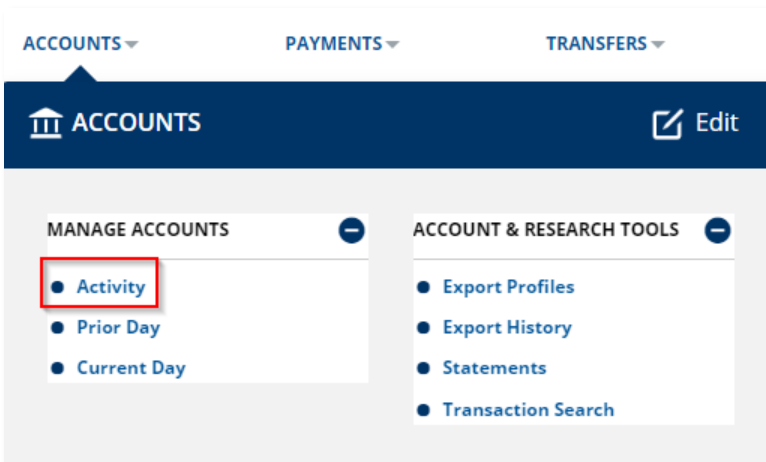 ACCOUNTS
PAYMENTS
TRANSFERS
ACCOUNTS
Edit
MANAGE ACCOUNTS
Activity
Prior Day
Current Day
ACCOUNT & RESEARCH TOOLS
Export Profiles
Export History
Statements
Transaction Search